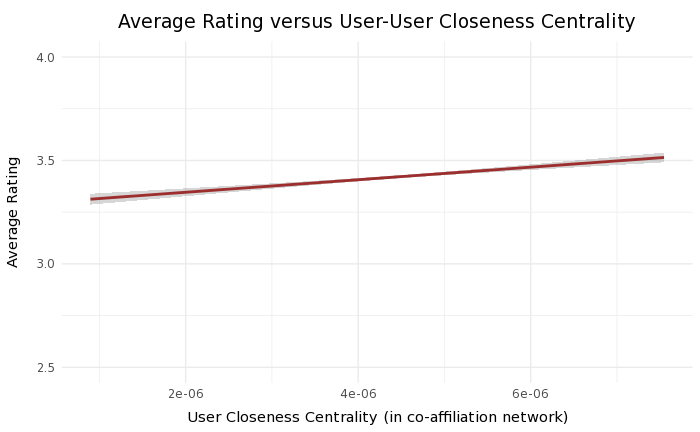 Average Rating versus User-User Closeness Centrality
4.0
3.5
3.0
2.5
Average Rating
2e-06 4e-06 6e-06
User Closeness Centrality (in co-affiliation network)